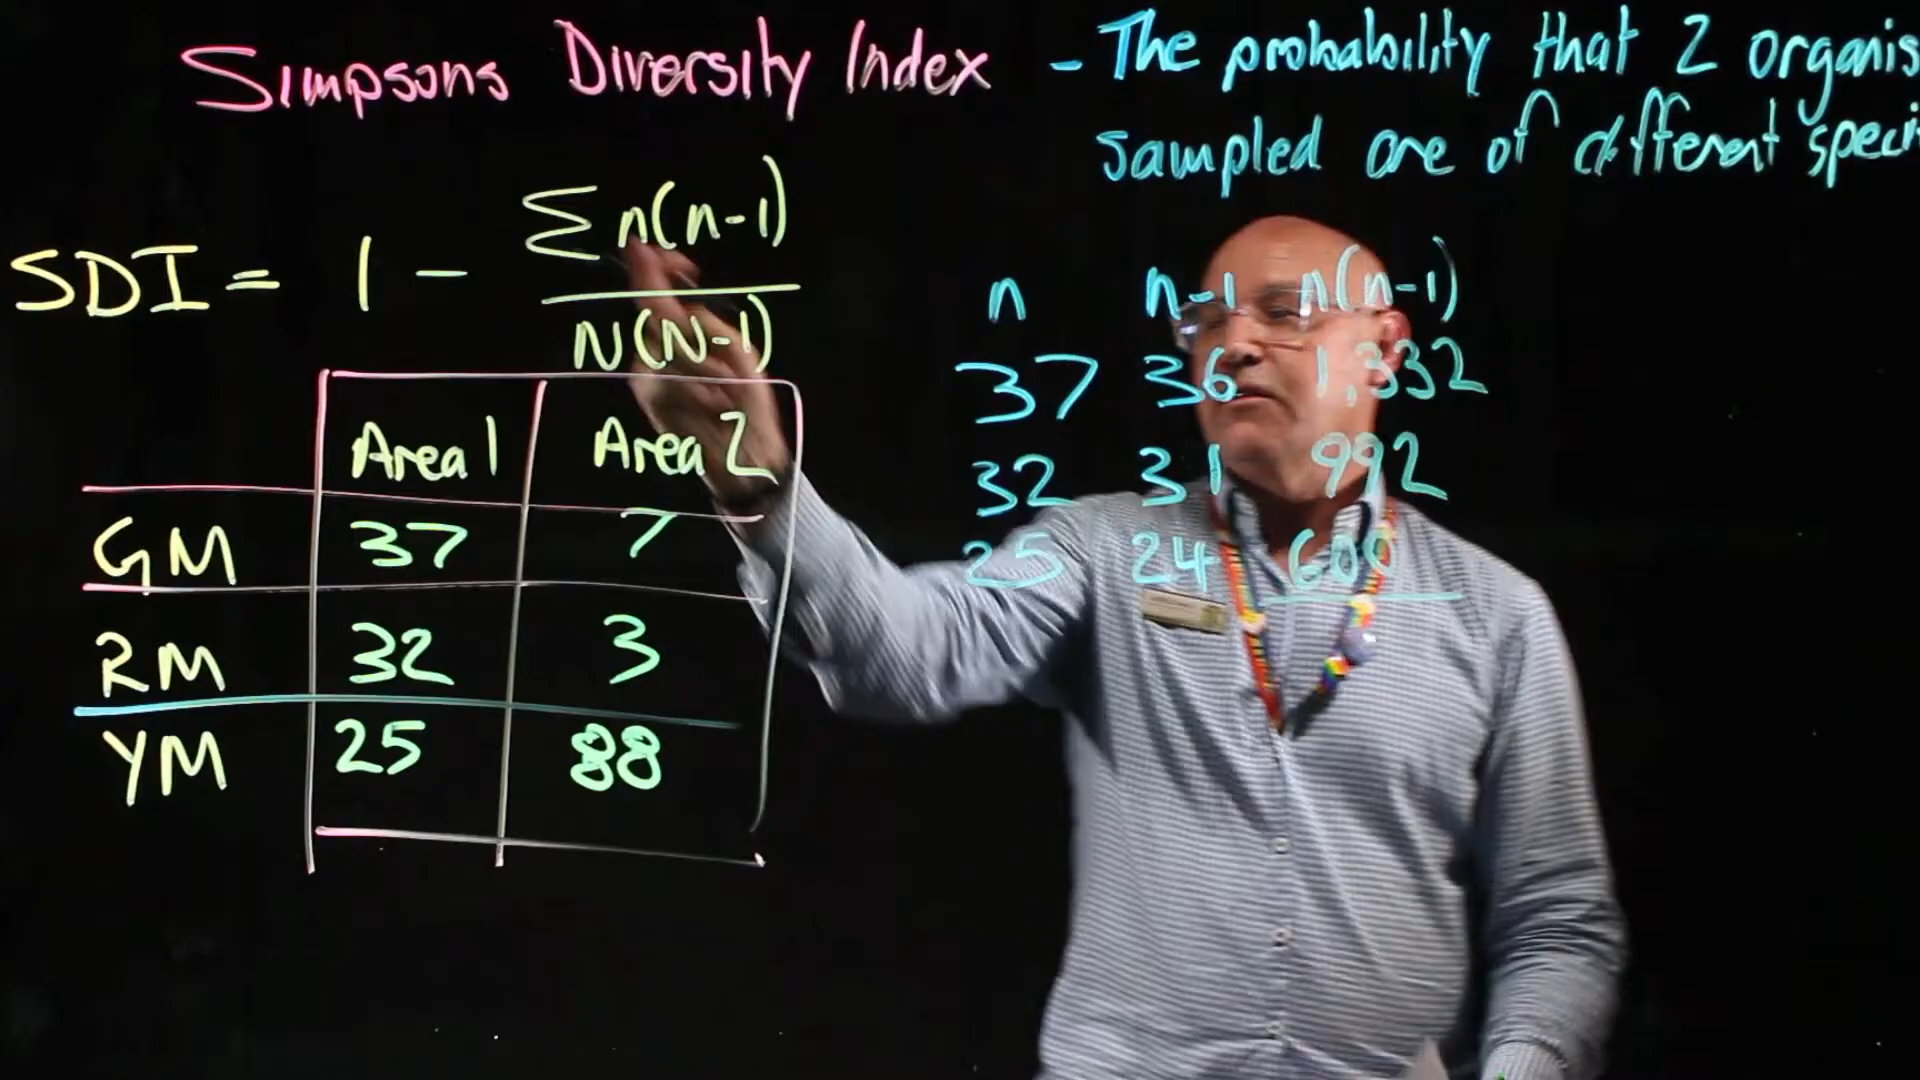 Simpsons Diversity Index - The probability that 2
sampled are of different
SDI = 1 - Σn(n-1)
N(N-1)
n n-1 n(n-1)
37 36 1,332
32 31 992
25 24 600
Area 1 Area 2
GM 37 7
RM 32 3
YM 25 88